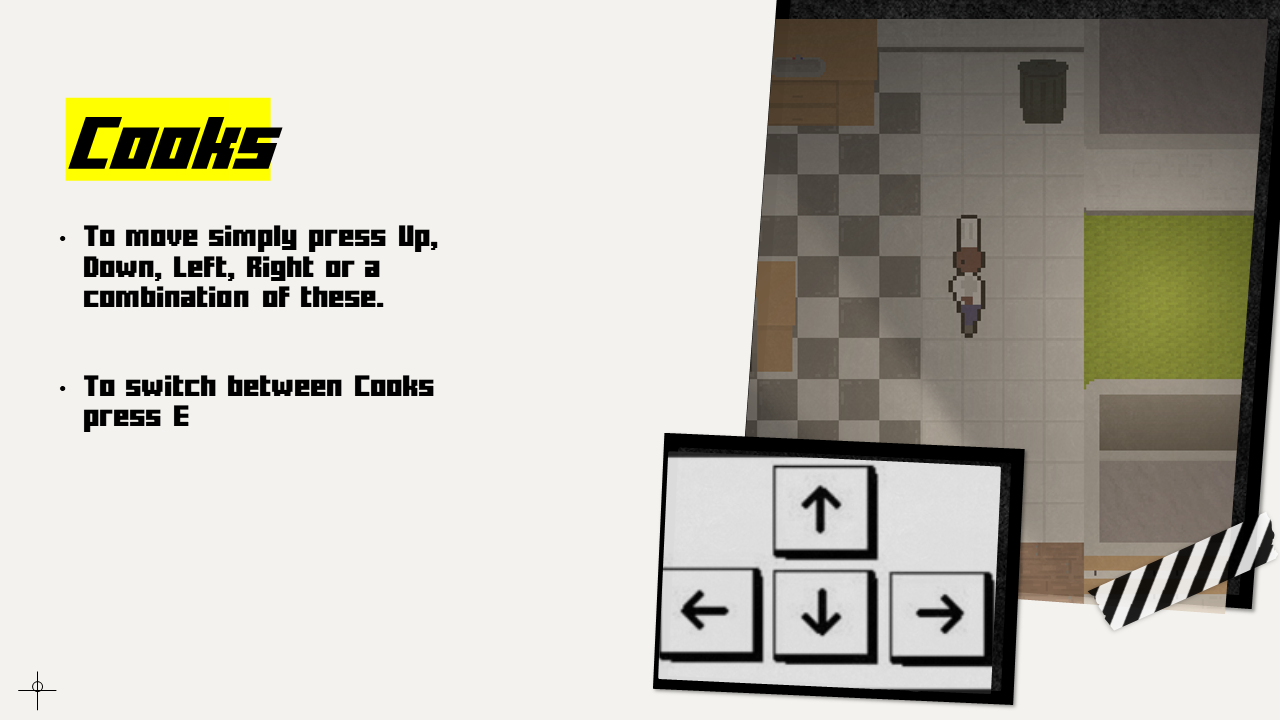 Cooks
• To move simply press Up,
Down, Left, Right or a
combination of these.
• To switch between Cooks
press E
↑
← ↓ →